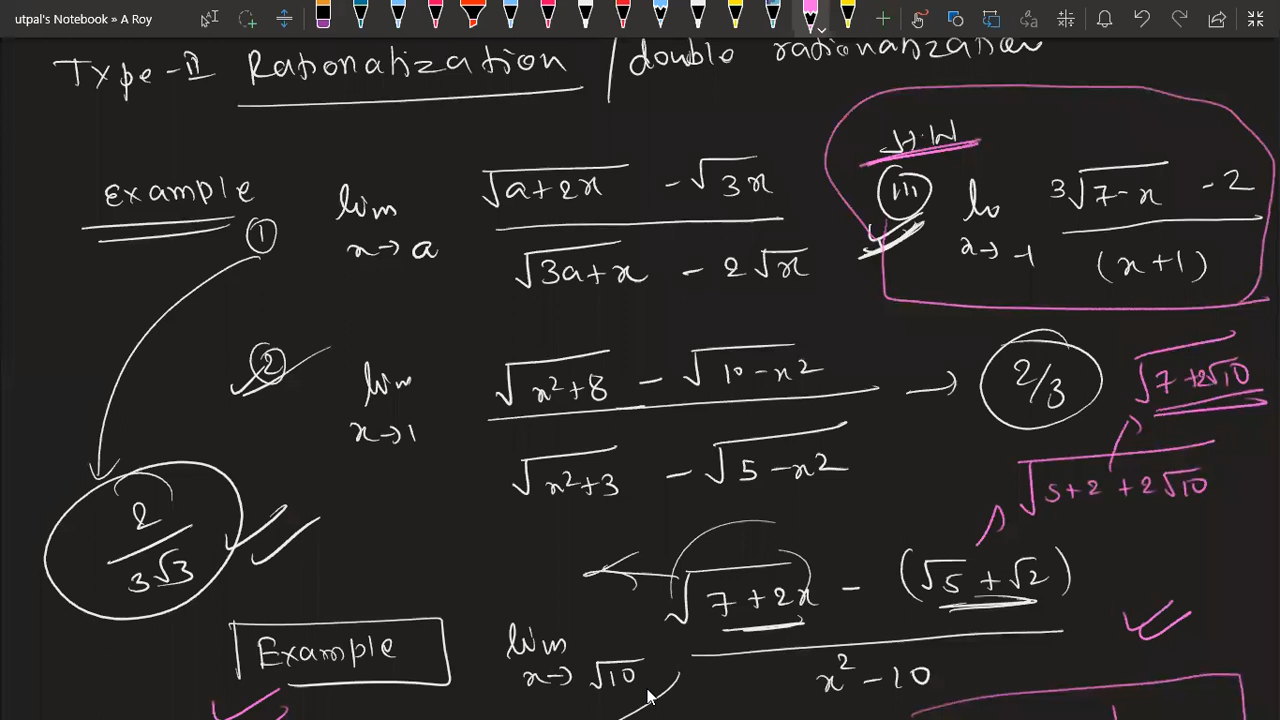 utpal's Notebook » A Roy
Type-II Rationalization / double rationalization
H.W
example ① lim x→a (√(a+2x) - √(3x)) / (√(3a+x) - 2√x)
(iii) lo x→-1 (³√(7-x) - 2) / (x+1)
② lim x→1 (√(x²+8) - √(10-x²)) / (√(x²+3) - √(5-x²)) → 2/3
√(7+2√10)
√(5+2+2√10)
2/(3√3)
Example lim x→√10 (√(7+2x) - (√5+√2)) / (x²-10)